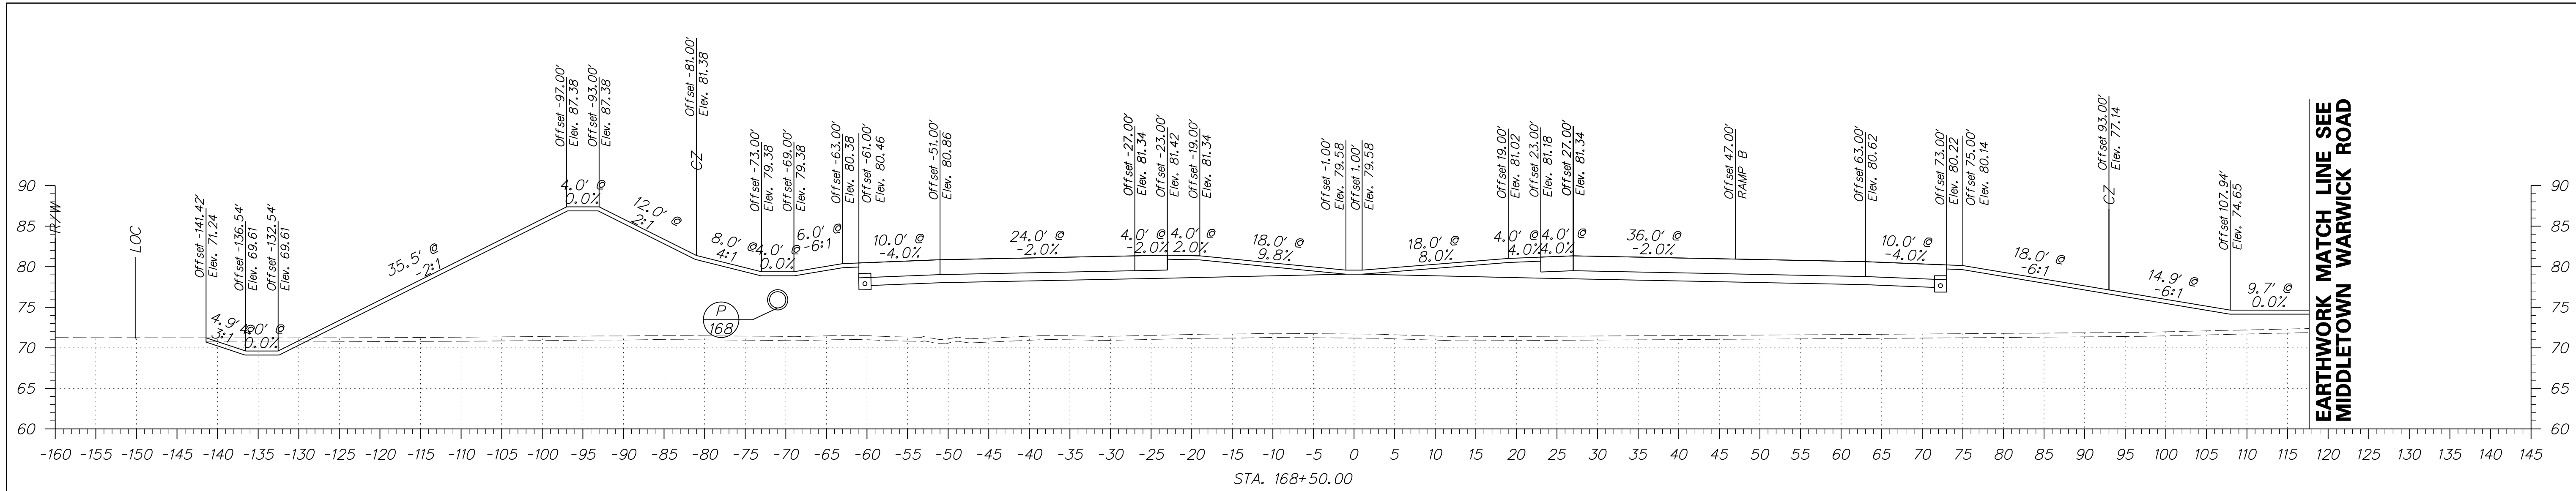 R/W
LOC
Offset -141.42'
Elev. 71.24
Offset -136.54'
Elev. 69.61
Offset -132.54'
Elev. 69.61
Offset -97.00'
Elev. 87.38
Offset -93.00'
Elev. 87.38
Offset -81.00'
Elev. 81.38
CZ
Offset -73.00'
Elev. 79.38
Offset -69.00'
Elev. 79.38
Offset -63.00'
Elev. 80.38
Offset -61.00'
Elev. 80.46
Offset -51.00'
Elev. 80.86
Offset -27.00'
Elev. 81.34
Offset -23.00'
Elev. 81.42
Offset -19.00'
Elev. 81.34
Offset -1.00'
Elev. 79.58
Offset 1.00'
Elev. 79.58
Offset 19.00'
Elev. 81.02
Offset 23.00'
Elev. 81.18
Offset 27.00'
Elev. 81.34
Offset 47.00'
RAMP B
Offset 63.00'
Elev. 80.62
Offset 73.00'
Elev. 80.22
Offset 75.00'
Elev. 80.14
Offset 93.00'
Elev. 77.14
CZ
Offset 107.94'
Elev. 74.65
EARTHWORK MATCH LINE SEE
MIDDLETOWN WARWICK ROAD
4.9' @
3:1
4.0' @
0.0%
35.5' @
-2:1
4.0' @
0.0%
12.0' @
2:1
8.0' @
4:1
4.0' @
0.0%
6.0' @
-6:1
10.0' @
-4.0%
24.0' @
-2.0%
4.0' @
-2.0%
4.0' @
2.0%
18.0' @
9.8%
18.0' @
8.0%
4.0' @
4.0%
4.0' @
4.0%
36.0' @
-2.0%
10.0' @
-4.0%
18.0' @
-6:1
14.9' @
-6:1
9.7' @
0.0%
P
168
90
85
80
75
70
65
60
90
85
80
75
70
65
60
-160 -155 -150 -145 -140 -135 -130 -125 -120 -115 -110 -105 -100 -95 -90 -85 -80 -75 -70 -65 -60 -55 -50 -45 -40 -35 -30 -25 -20 -15 -10 -5 0 5 10 15 20 25 30 35 40 45 50 55 60 65 70 75 80 85 90 95 100 105 110 115 120 125 130 135 140 145
STA. 168+50.00